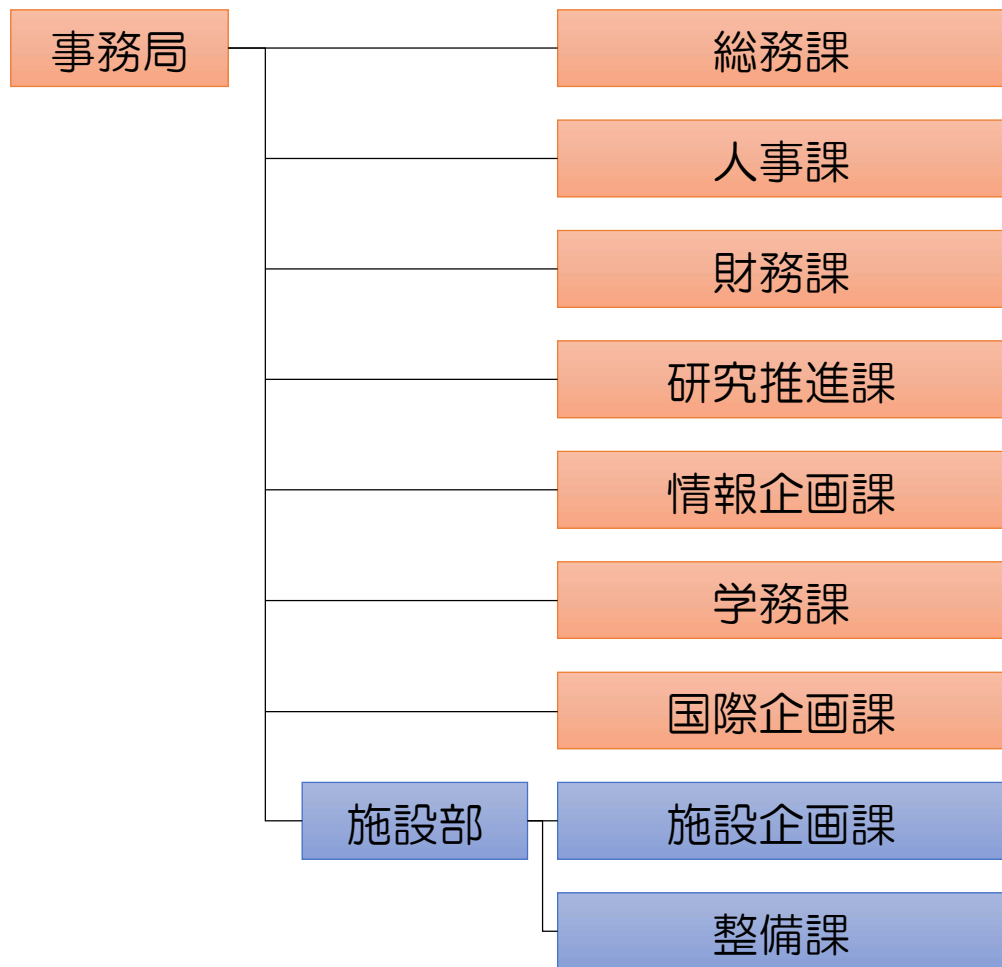 事務局
総務課
人事課
財務課
研究推進課
情報企画課
学務課
国際企画課
施設部
施設企画課
整備課